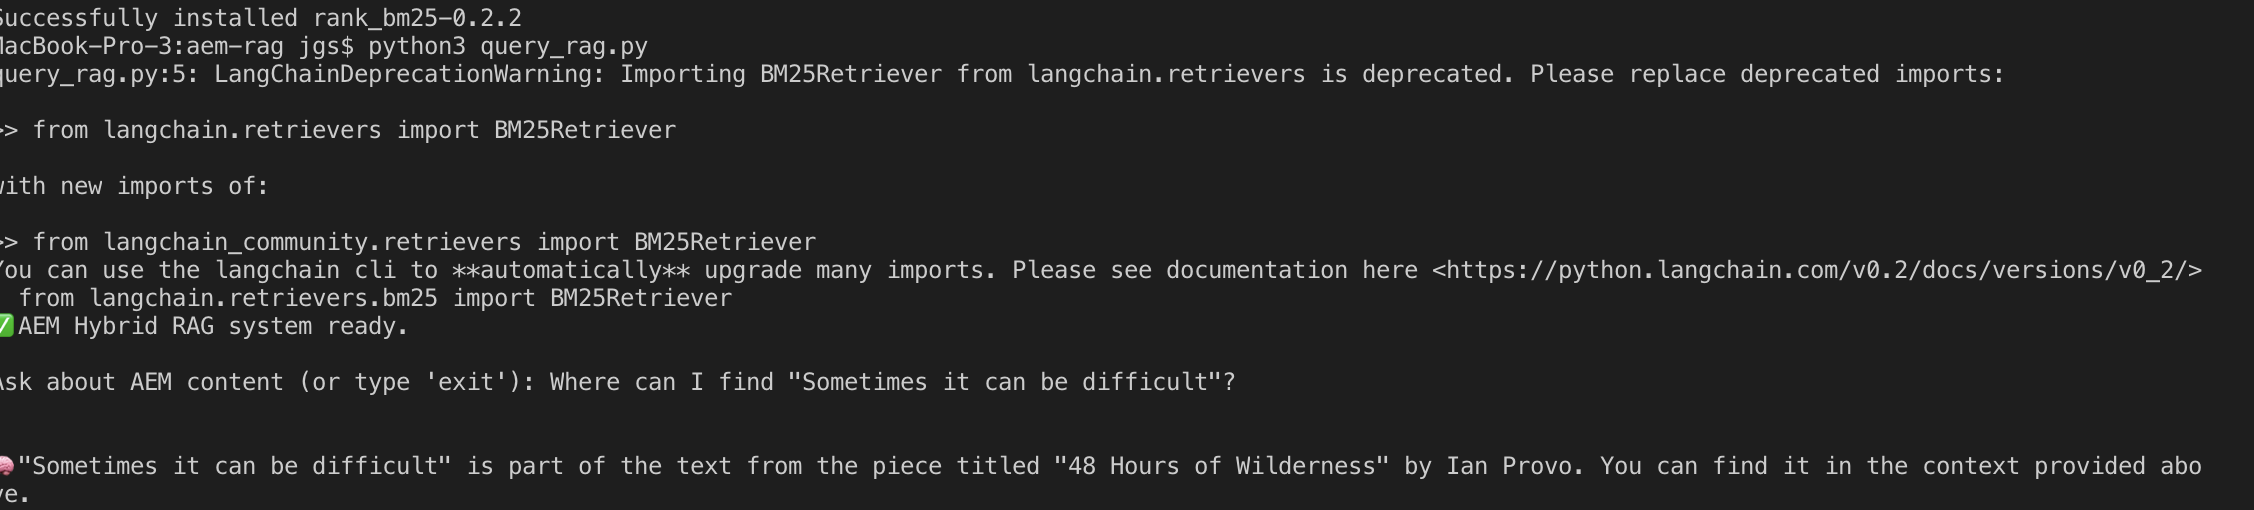 Successfully installed rank_bm25-0.2.2
MacBook-Pro-3:aem-rag jgs$ python3 query_rag.py
query_rag.py:5: LangChainDeprecationWarning: Importing BM25Retriever from langchain.retrievers is deprecated. Please replace deprecated imports:
>> from langchain.retrievers import BM25Retriever
with new imports of:
>> from langchain_community.retrievers import BM25Retriever
You can use the langchain cli to **automatically** upgrade many imports. Please see documentation here <https://python.langchain.com/v0.2/docs/versions/v0_2/>
from langchain.retrievers.bm25 import BM25Retriever
✅AEM Hybrid RAG system ready.
Ask about AEM content (or type 'exit'): Where can I find "Sometimes it can be difficult"?
🧠"Sometimes it can be difficult" is part of the text from the piece titled "48 Hours of Wilderness" by Ian Provo. You can find it in the context provided abo
ve.